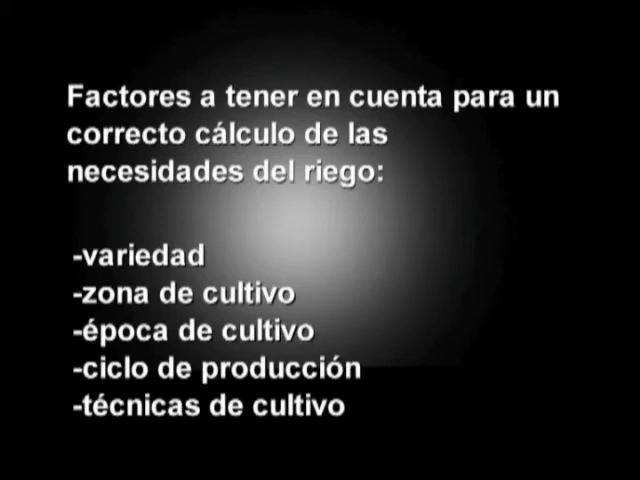 Factores a tener en cuenta para un
correcto cálculo de las
necesidades del riego:
-variedad
-zona de cultivo
-época de cultivo
-ciclo de producción
-técnicas de cultivo